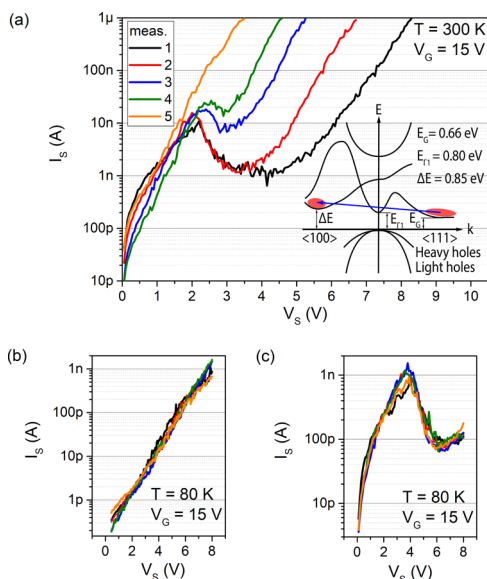 (a)
1µ
100n
10n
1n
100p
10p
I_S (A)
meas.
1
2
3
4
5
T = 300 K
V_G = 15 V
E
E_G = 0.66 eV
E_Γ1 = 0.80 eV
ΔE = 0.85 eV
ΔE
E_Γ1
E_G
k
<100>
<111>
Heavy holes
Light holes
0 1 2 3 4 5 6 7 8 9 10
V_S (V)
(b)
1n
100p
10p
1p
I_S (A)
T = 80 K
V_G = 15 V
0 2 4 6 8
V_S (V)
(c)
1n
100p
10p
I_S (A)
T = 80 K
V_G = 15 V
0 2 4 6 8
V_S (V)